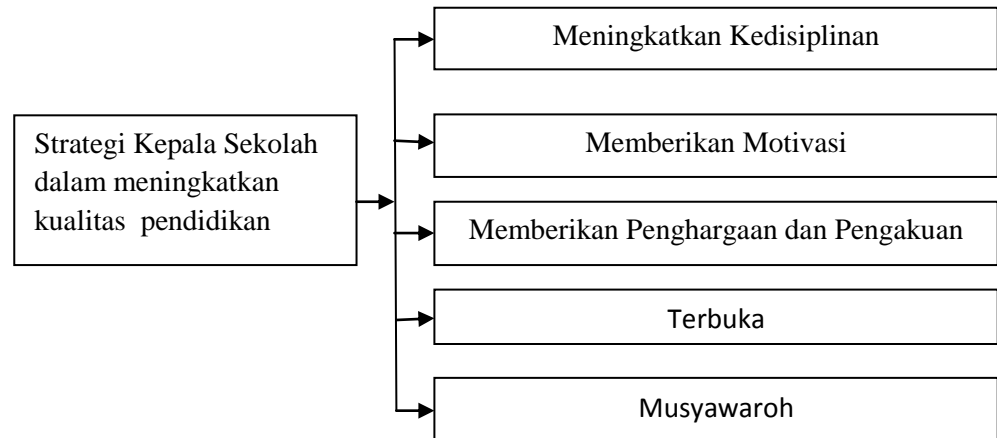 Strategi Kepala Sekolah
dalam meningkatkan
kualitas pendidikan
Meningkatkan Kedisiplinan
Memberikan Motivasi
Memberikan Penghargaan dan Pengakuan
Terbuka
Musyawaroh